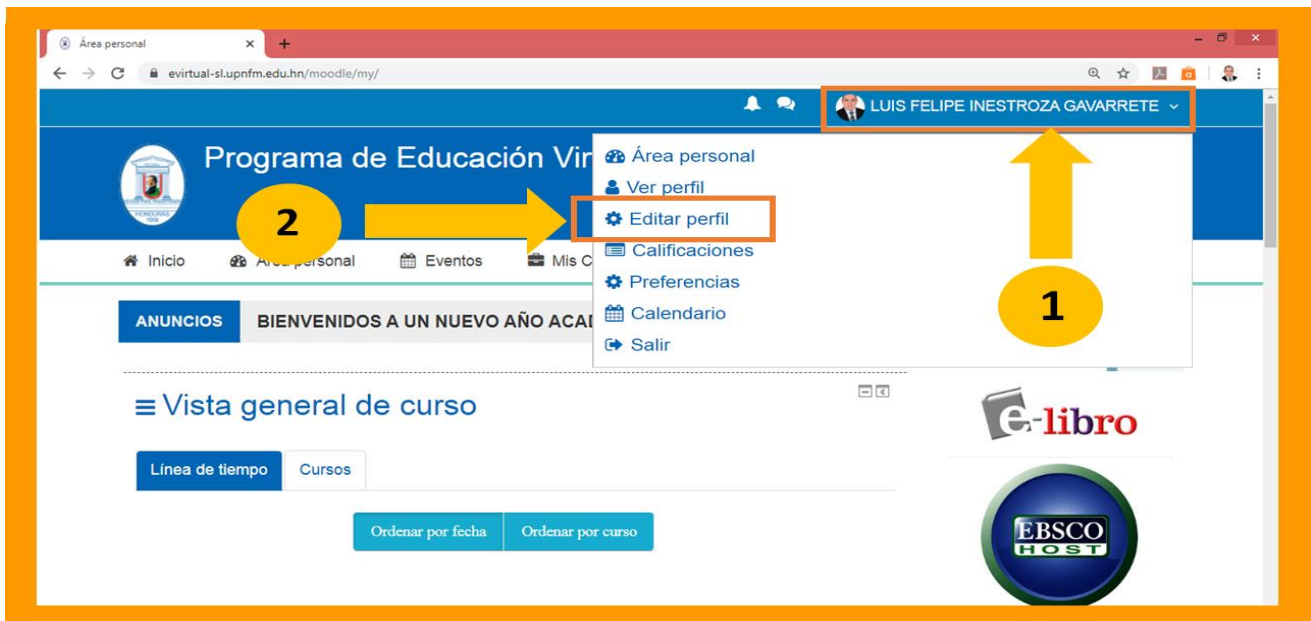 Área personal
evirtual-sl.upnfm.edu.hn/moodle/my/
LUIS FELIPE INESTROZA GAVARRETE
Programa de Educación Vir
Área personal
Ver perfil
2
Editar perfil
Inicio
personal
Eventos
Mis C
Calificaciones
Preferencias
1
ANUNCIOS
BIENVENIDOS A UN NUEVO AÑO ACA
Calendario
Salir
Vista general de curso
e-libro
Línea de tiempo
Cursos
Ordenar por fecha
Ordenar por curso
EBSCO
HOST